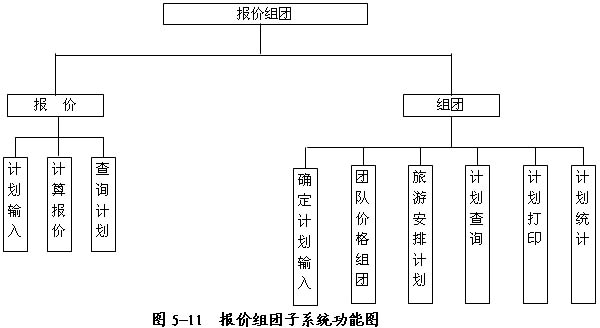 报价组团
报 价
组团
计划输入
计算报价
查询计划
确定计划输入
团队价格组团
旅游安排计划
计划查询
计划打印
计划统计
图 5-11 报价组团子系统功能图